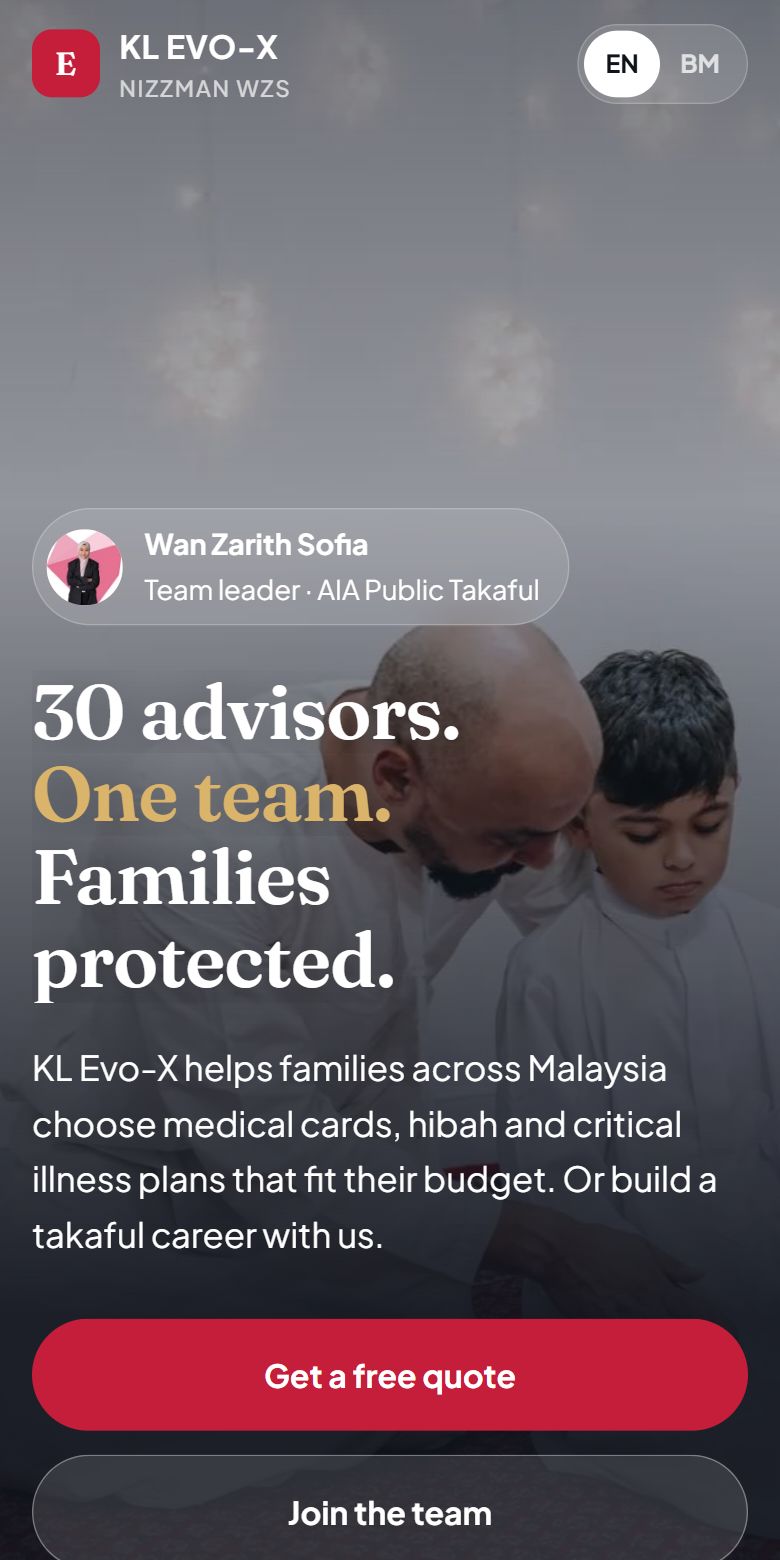 E
KL EVO-X
NIZZMAN WZS
EN
BM
Wan Zarith Sofia
Team leader · AIA Public Takaful
30 advisors.
One team.
Families
protected.
KL Evo-X helps families across Malaysia
choose medical cards, hibah and critical
illness plans that fit their budget. Or build a
takaful career with us.
Get a free quote
Join the team